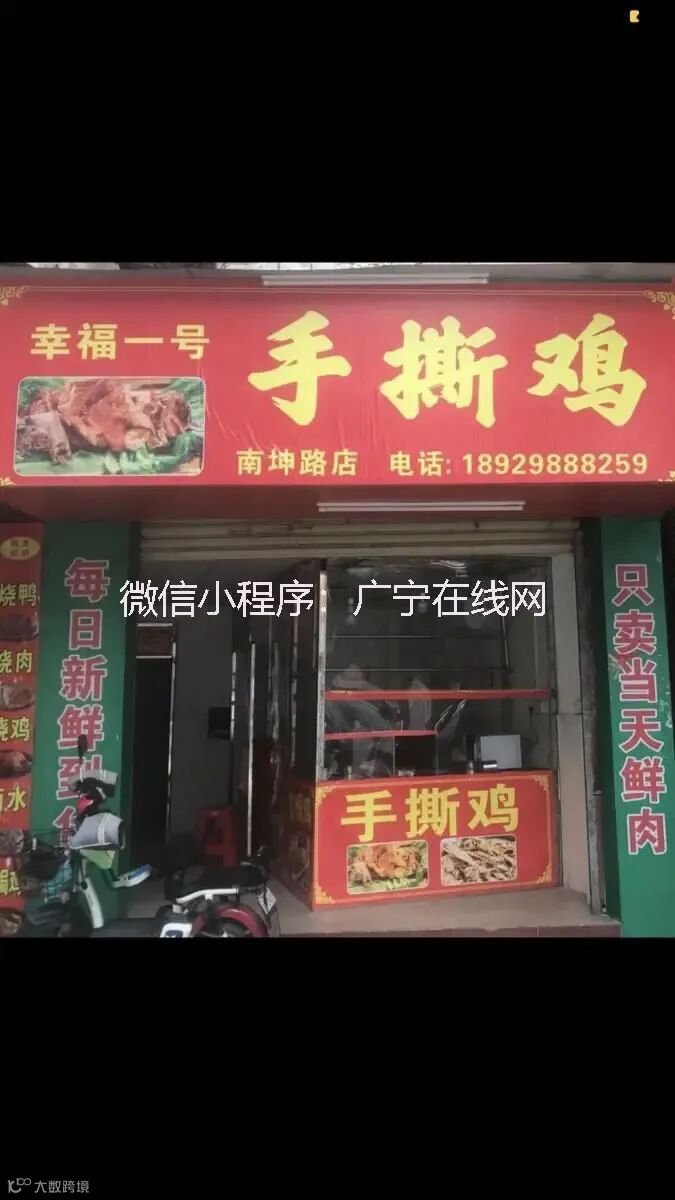 幸福一号
手撕鸡
南坤路店 电话: 18929888259
烧鸭
烧肉
烧鸡
每日新鲜到货
只卖当天鲜肉
微信小程序：广宁在线网
手撕鸡
大数跨境